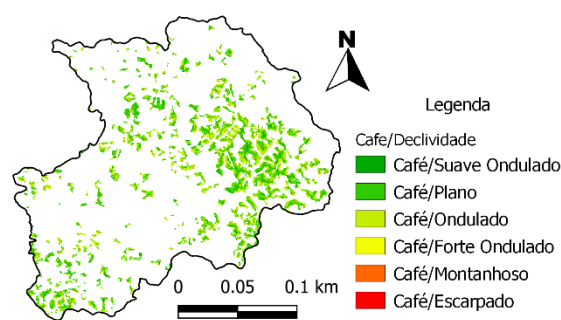 N
Legenda
Cafe/Declividade
Café/Suave Ondulado
Café/Plano
Café/Ondulado
Café/Forte Ondulado
Café/Montanhoso
Café/Escarpado
0 0.05 0.1 km